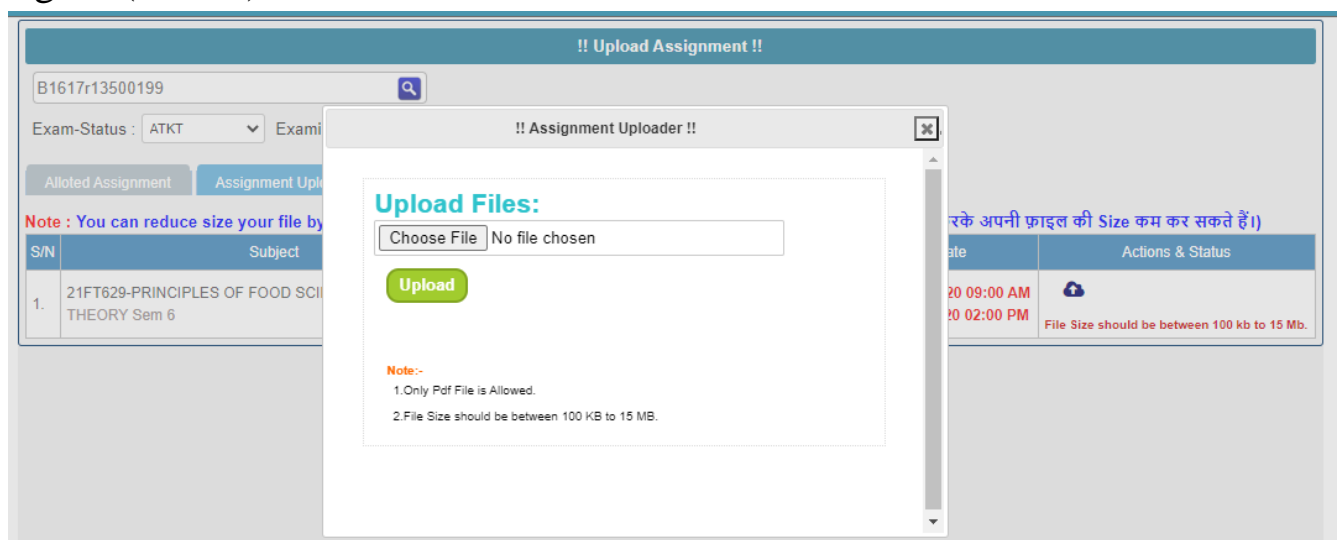 !! Upload Assignment !!
B1617r13500199
Exam-Status : ATKT Exami
!! Assignment Uploader !!
Alloted Assignment Assignment Uplo
Upload Files:
Note : You can reduce size your file by
रके अपनी फ़ाइल की Size कम कर सकते हैं।)
Choose File No file chosen
S/N Subject ate Actions & Status
Upload
1. 21FT629-PRINCIPLES OF FOOD SCI
THEORY Sem 6
20 09:00 AM
20 02:00 PM
File Size should be between 100 kb to 15 Mb.
Note:-
1.Only Pdf File is Allowed.
2.File Size should be between 100 KB to 15 MB.